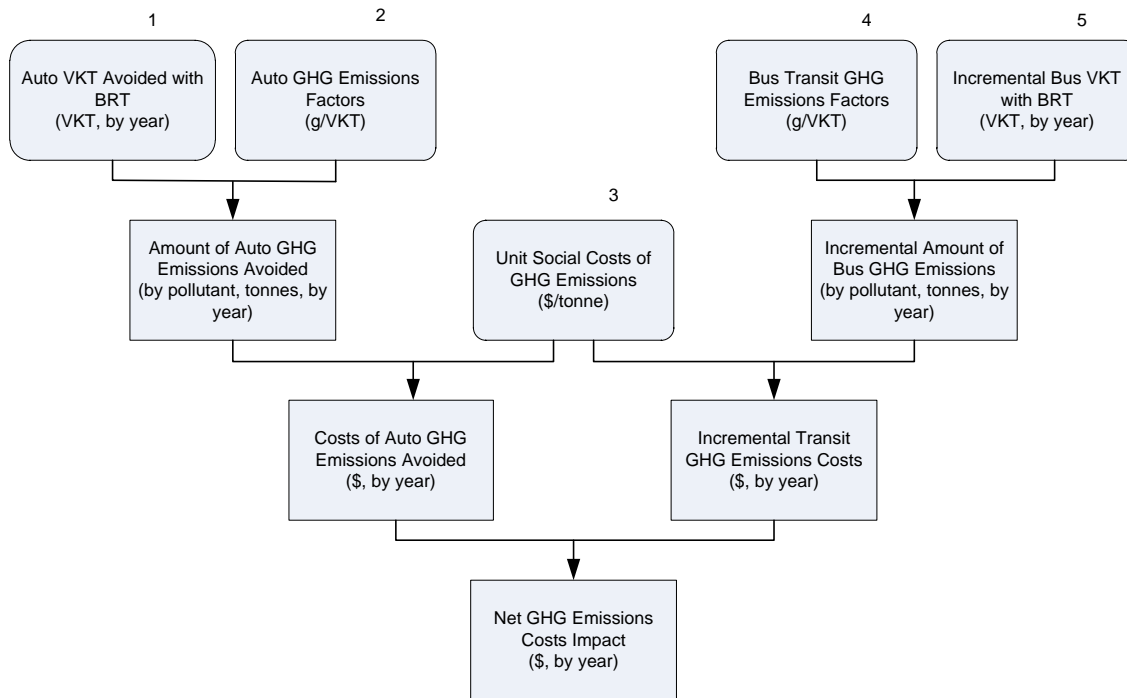 1
2
4
5
Auto VKT Avoided with
BRT
(VKT, by year)
Auto GHG Emissions
Factors
(g/VKT)
Bus Transit GHG
Emissions Factors
(g/VKT)
Incremental Bus VKT
with BRT
(VKT, by year)
3
Amount of Auto GHG
Emissions Avoided
(by pollutant, tonnes, by
year)
Unit Social Costs of
GHG Emissions
($/tonne)
Incremental Amount of
Bus GHG Emissions
(by pollutant, tonnes, by
year)
Costs of Auto GHG
Emissions Avoided
($, by year)
Incremental Transit
GHG Emissions Costs
($, by year)
Net GHG Emissions
Costs Impact
($, by year)